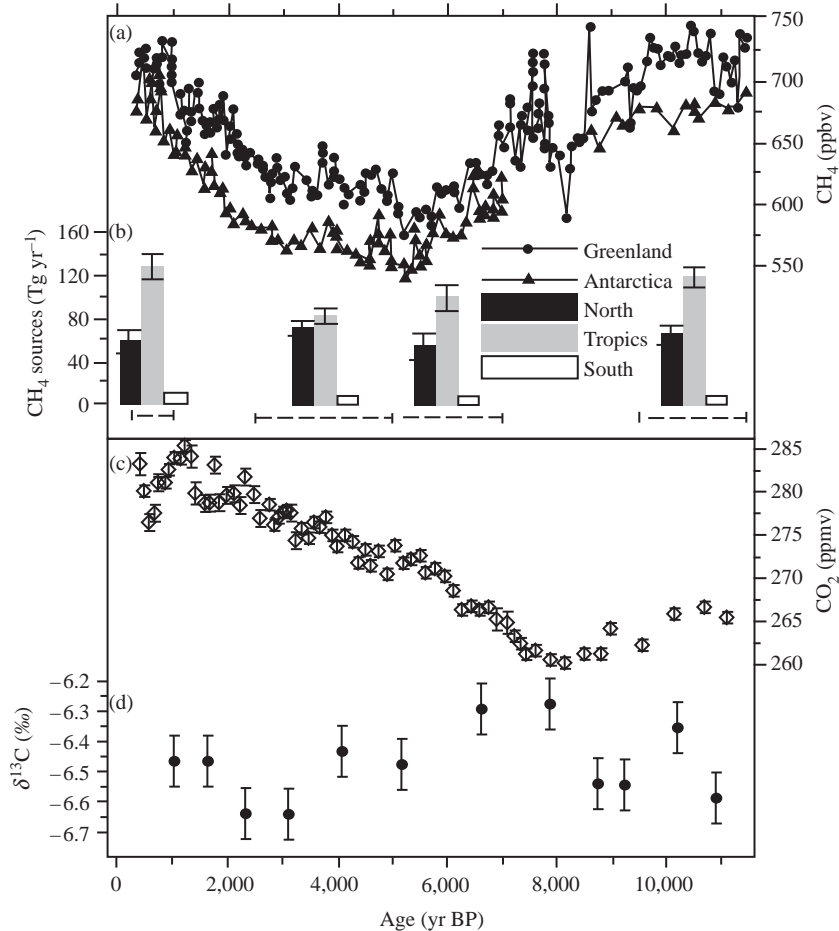 (a)
750
700
650
600
550
CH₄ (ppbv)
(b)
160
120
80
40
0
CH₄ sources (Tg yr⁻¹)
Greenland
Antarctica
North
Tropics
South
(c)
285
280
275
270
265
260
CO₂ (ppmv)
(d)
−6.2
−6.3
−6.4
−6.5
−6.6
−6.7
δ¹³C (‰)
0 2,000 4,000 6,000 8,000 10,000
Age (yr BP)